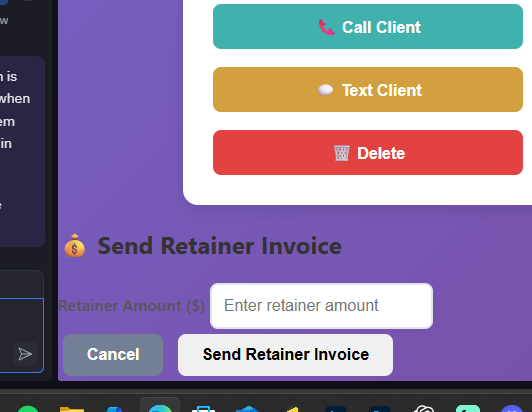 w
Call Client
n is
Text Client
when
em
in
Delete
e
Send Retainer Invoice
Retainer Amount ($)
Enter retainer amount
Cancel
Send Retainer Invoice